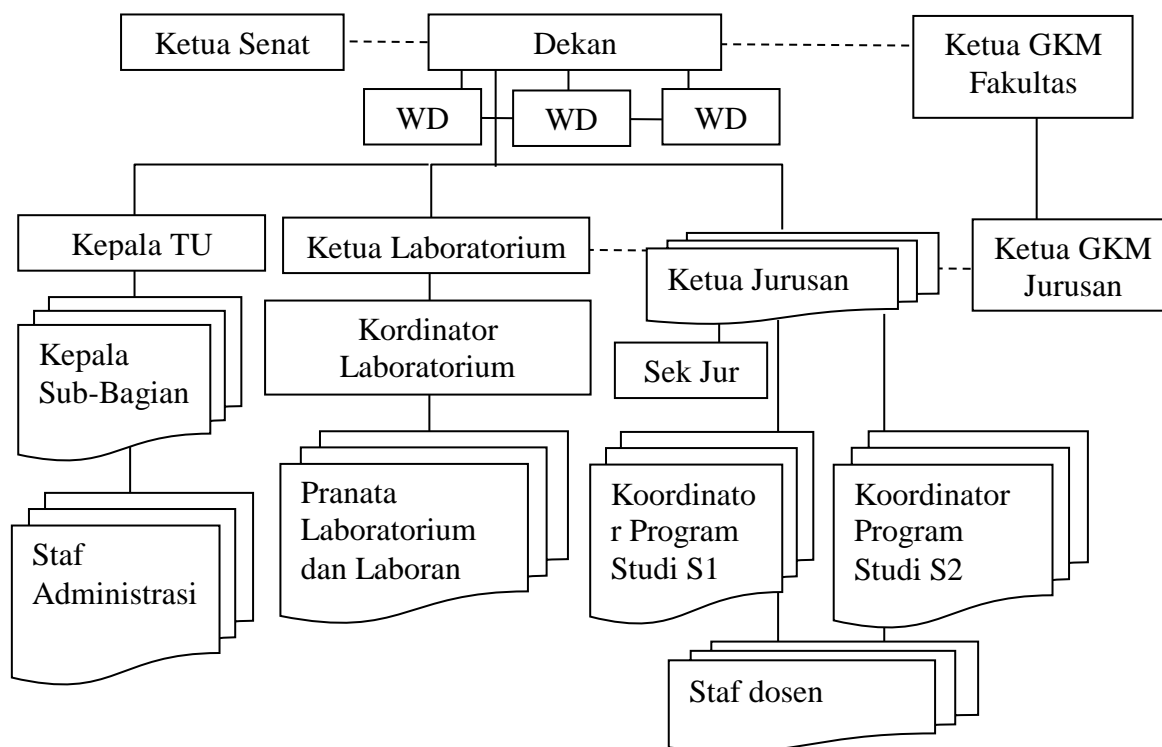 Ketua Senat
Dekan
Ketua GKM
Fakultas
WD
WD
WD
Kepala TU
Ketua Laboratorium
Ketua Jurusan
Ketua GKM
Jurusan
Kordinator
Laboratorium
Sek Jur
Kepala
Sub-Bagian
Pranata
Laboratorium
dan Laboran
Koordinato
r Program
Studi S1
Koordinator
Program
Studi S2
Staf
Administrasi
Staf dosen